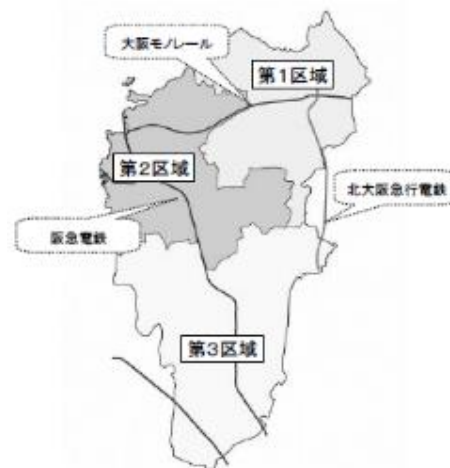 大阪モノレール
第1区域
第2区域
北大阪急行電鉄
阪急電鉄
第3区域